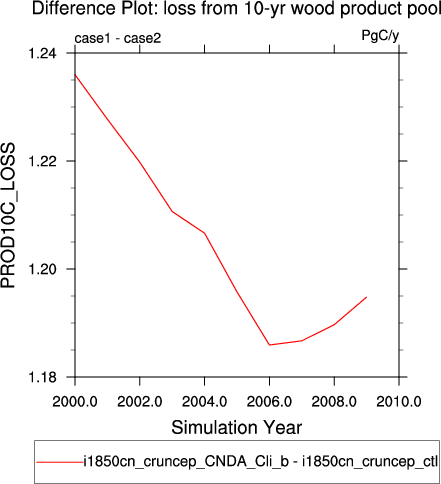 Difference Plot: loss from 10-yr wood product pool
case1 - case2
PgC/y
1.24
1.22
1.20
1.18
PROD10C_LOSS
2000.0 2002.0 2004.0 2006.0 2008.0 2010.0
Simulation Year
i1850cn_cruncep_CNDA_Cli_b - i1850cn_cruncep_ctl